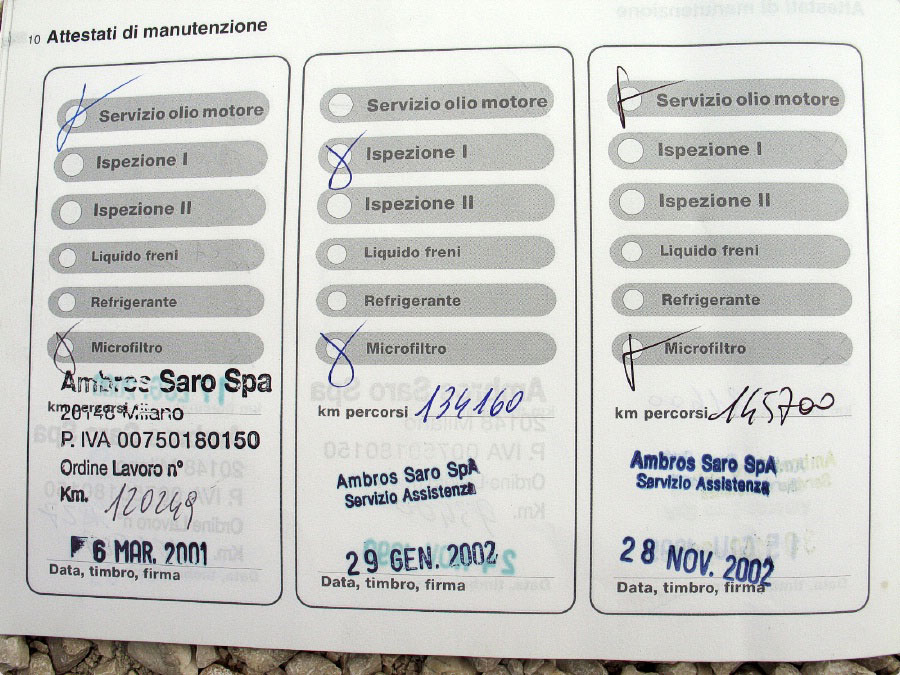 10 Attestati di manutenzione
Servizio olio motore
Ispezione I
Ispezione II
Liquido freni
Refrigerante
Microfiltro
Ambros Saro Spa
km percorsi
20148 Milano
P. IVA 00750180150
Ordine Lavoro n°
Km. 120249
6 MAR. 2001
Data, timbro, firma
Servizio olio motore
Ispezione I
Ispezione II
Liquido freni
Refrigerante
Microfiltro
km percorsi 134160
Ambros Saro SpA
Servizio Assistenza
29 GEN. 2002
Data, timbro, firma
Servizio olio motore
Ispezione I
Ispezione II
Liquido freni
Refrigerante
Microfiltro
km percorsi 145700
Ambros Saro SpA
Servizio Assistenza
28 NOV. 2002
Data, timbro, firma